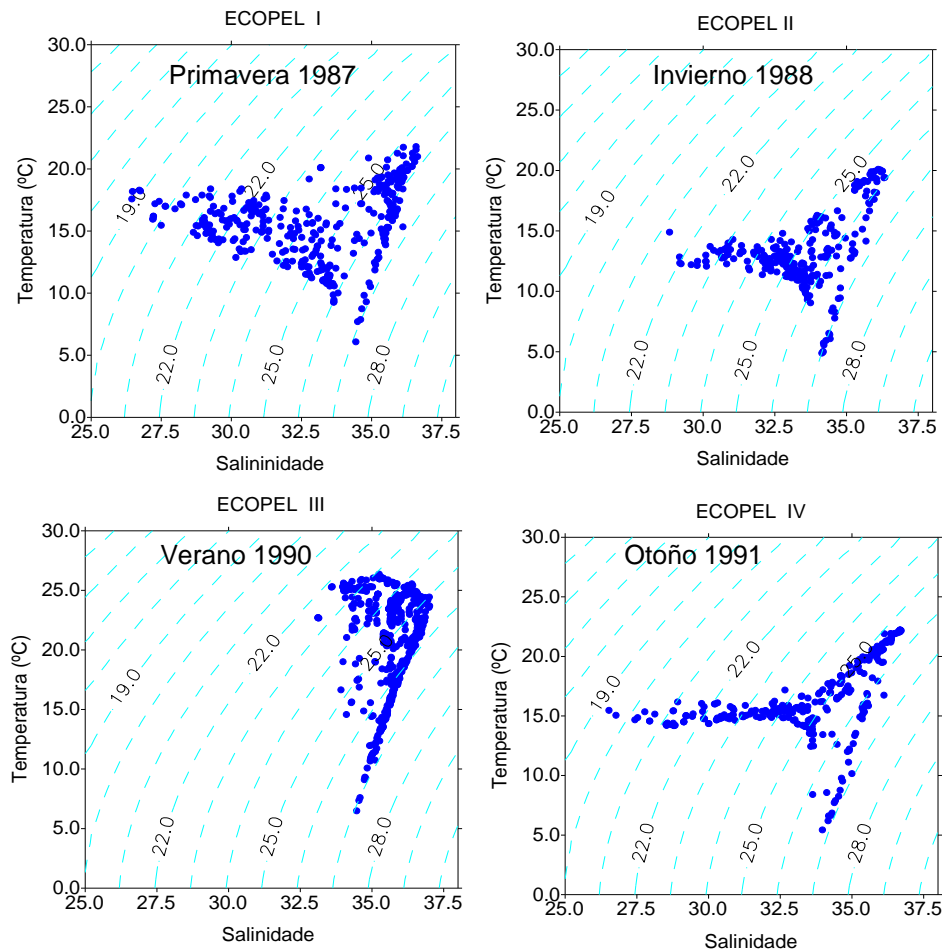 ECOPEL I
Primavera 1987
30.0
25.0
20.0
15.0
10.0
5.0
0.0
Temperatura (ºC)
19.0
22.0
25.0
22.0
25.0
28.0
25.0 27.5 30.0 32.5 35.0 37.5
Salininidade
ECOPEL II
Invierno 1988
30.0
25.0
20.0
15.0
10.0
5.0
0.0
Temperatura (ºC)
19.0
22.0
25.0
22.0
25.0
28.0
25.0 27.5 30.0 32.5 35.0 37.5
Salinidade
ECOPEL III
Verano 1990
30.0
25.0
20.0
15.0
10.0
5.0
0.0
Temperatura (ºC)
19.0
22.0
25.0
22.0
25.0
28.0
25.0 27.5 30.0 32.5 35.0 37.5
Salinidade
ECOPEL IV
Otoño 1991
30.0
25.0
20.0
15.0
10.0
5.0
0.0
Temperatura (ºC)
19.0
22.0
25.0
22.0
25.0
28.0
25.0 27.5 30.0 32.5 35.0 37.5
Salinidade